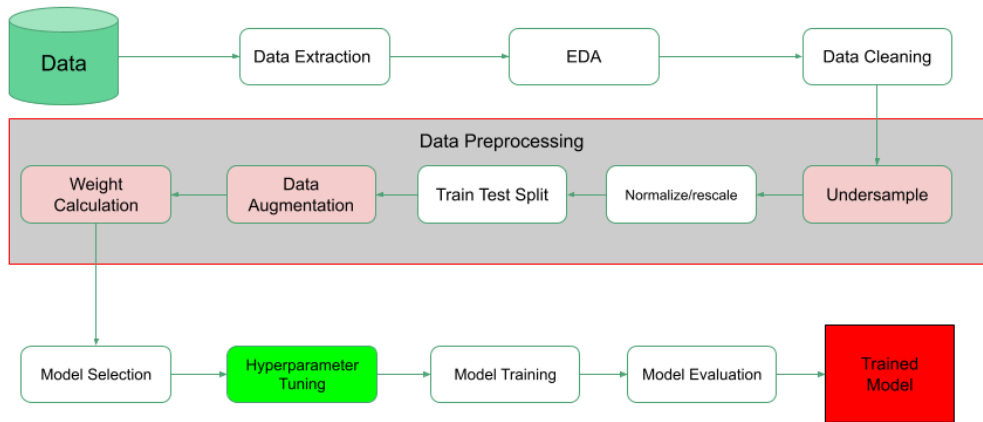 Data
Data Extraction
EDA
Data Cleaning
Data Preprocessing
Weight
Calculation
Data
Augmentation
Train Test Split
Normalize/rescale
Undersample
Model Selection
Hyperparameter
Tuning
Model Training
Model Evaluation
Trained
Model